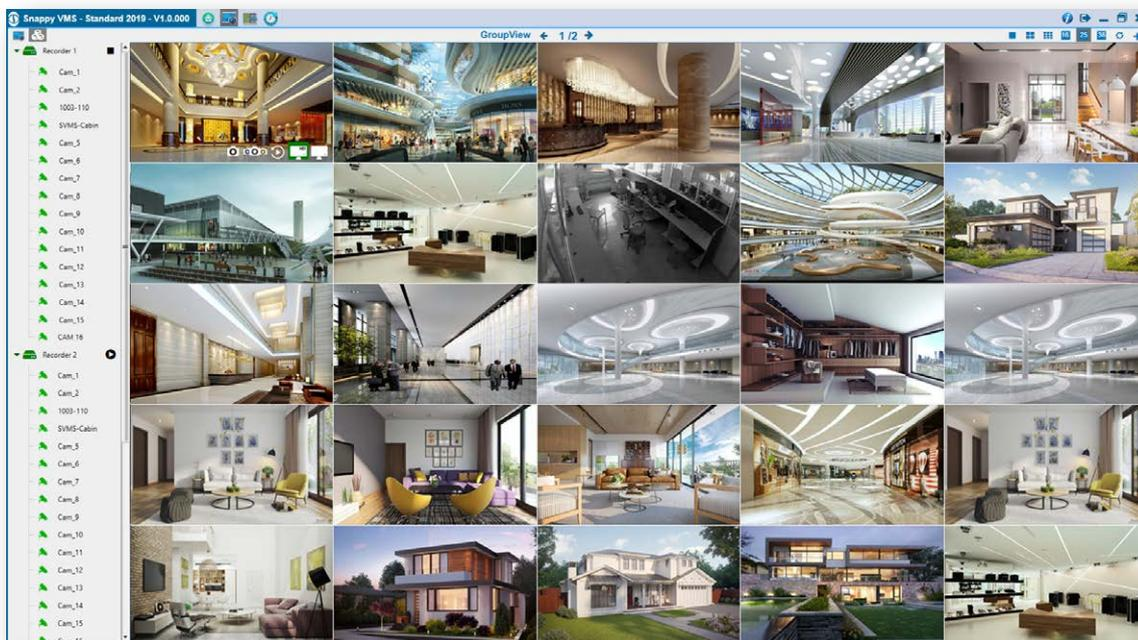 Snappy VMS - Standard 2019 - V1.0.000
GroupView 1 /2
25
36
Recorder 1
Cam_1
Cam_2
1003-110
SVMS-Cabin
Cam_5
Cam_6
Cam_7
Cam_8
Cam_9
Cam_10
Cam_11
Cam_12
Cam_13
Cam_14
Cam_15
CAM 16
Recorder 2
Cam_1
Cam_2
1003-110
SVMS-Cabin
Cam_5
Cam_6
Cam_7
Cam_8
Cam_9
Cam_10
Cam_11
Cam_12
Cam_13
Cam_14
Cam_15